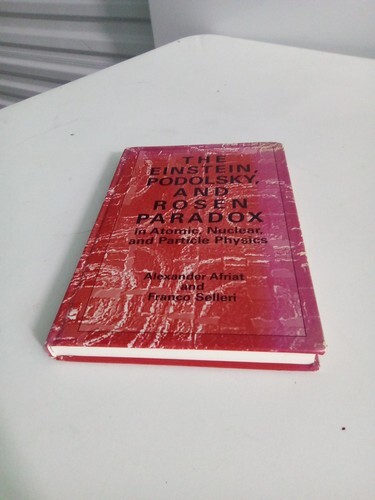 THE
EINSTEIN,
PODOLSKY,
AND
ROSEN
PARADOX
in Atomic, Nuclear,
and Particle Physics
Alexander Afriat
and
Franco Selleri